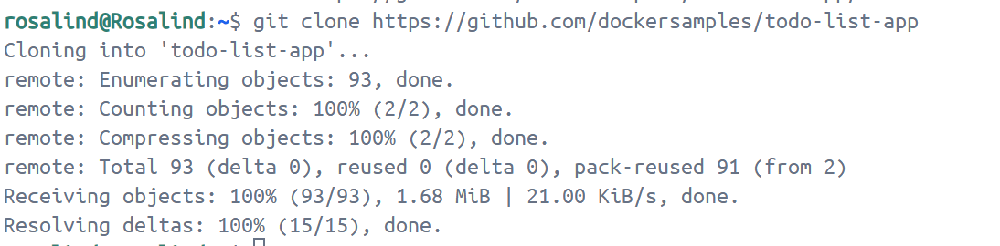 rosalind@Rosalind:~$ git clone https://github.com/dockersamples/todo-list-app
Cloning into 'todo-list-app'...
remote: Enumerating objects: 93, done.
remote: Counting objects: 100% (2/2), done.
remote: Compressing objects: 100% (2/2), done.
remote: Total 93 (delta 0), reused 0 (delta 0), pack-reused 91 (from 2)
Receiving objects: 100% (93/93), 1.68 MiB | 21.00 KiB/s, done.
Resolving deltas: 100% (15/15), done.